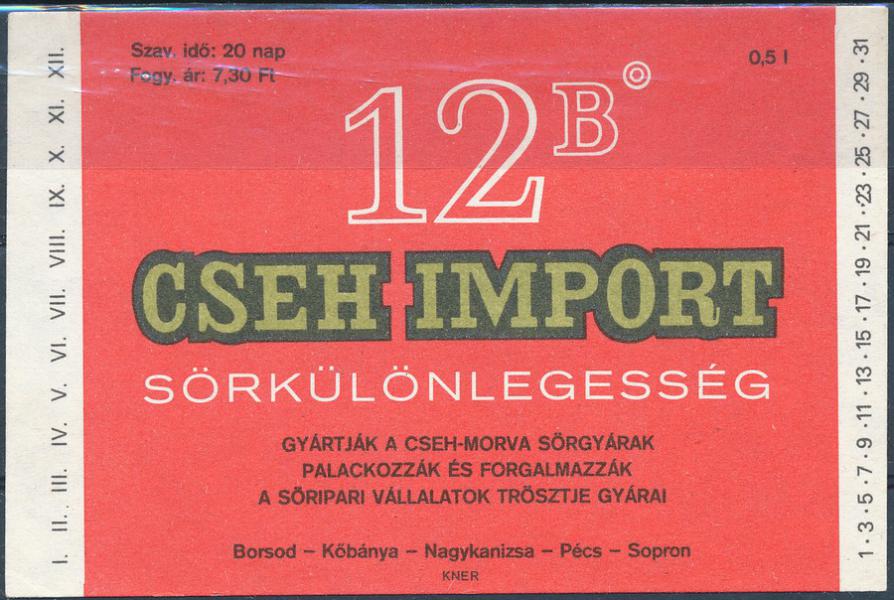 Szav. idő: 20 nap
Fogy. ár: 7,30 Ft
0,5 l
12 B°
CSEH IMPORT
SÖRKÜLÖNLEGESSÉG
GYÁRTJÁK A CSEH-MORVA SÖRGYÁRAK
PALACKOZZÁK ÉS FORGALMAZZÁK
A SÖRIPARI VÁLLALATOK TRÖSZTJE GYÁRAI
Borsod – Kőbánya – Nagykanizsa – Pécs – Sopron
KNER
I. II. III. IV. V. VI. VII. VIII. IX. X. XI. XII.
1 · 3 · 5 · 7 · 9 · 11 · 13 · 15 · 17 · 19 · 21 · 23 · 25 · 27 · 29 · 31